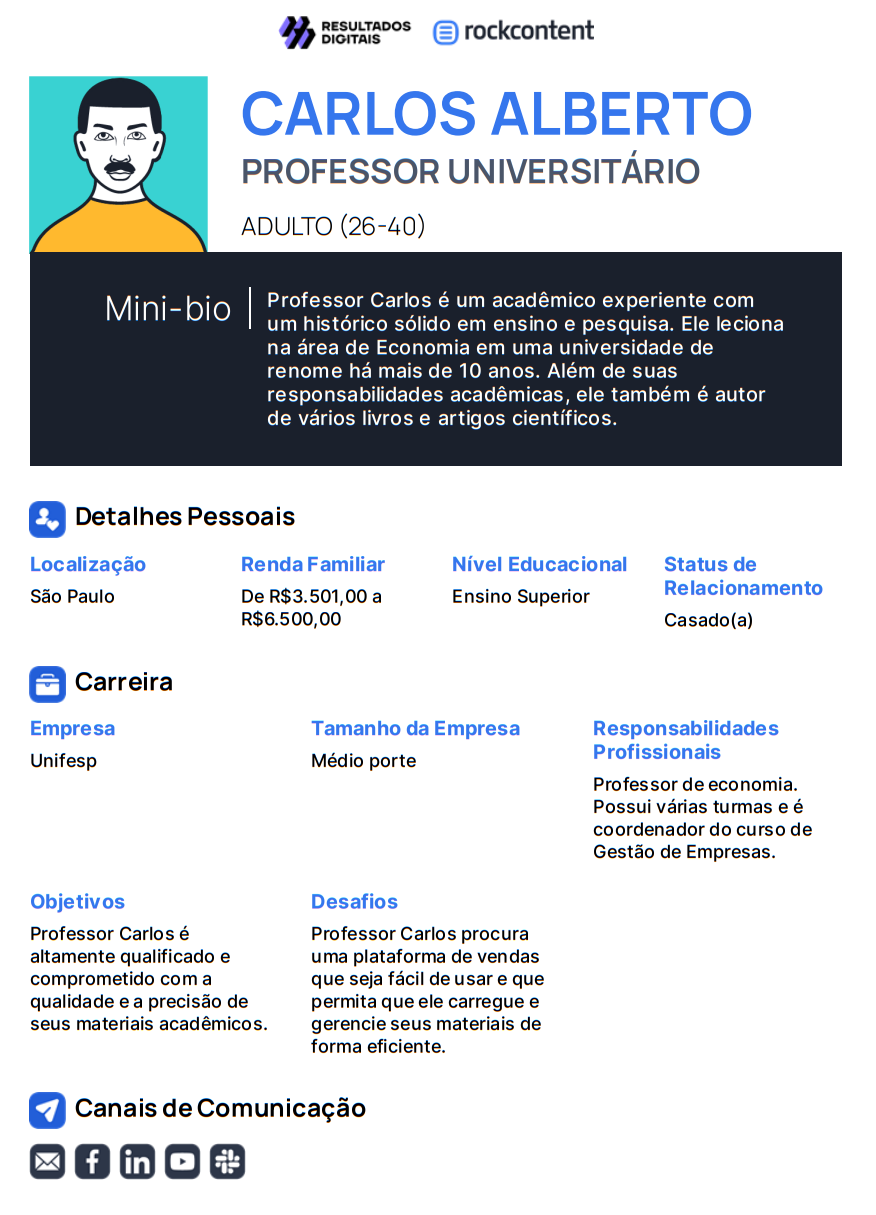 RESULTADOS
DIGITAIS
rockcontent
CARLOS ALBERTO
PROFESSOR UNIVERSITÁRIO
ADULTO (26-40)
Mini-bio
Professor Carlos é um acadêmico experiente com
um histórico sólido em ensino e pesquisa. Ele leciona
na área de Economia em uma universidade de
renome há mais de 10 anos. Além de suas
responsabilidades acadêmicas, ele também é autor
de vários livros e artigos científicos.
Detalhes Pessoais
Localização
São Paulo
Renda Familiar
De R$3.501,00 a
R$6.500,00
Nível Educacional
Ensino Superior
Status de
Relacionamento
Casado(a)
Carreira
Empresa
Unifesp
Tamanho da Empresa
Médio porte
Responsabilidades
Profissionais
Professor de economia.
Possui várias turmas e é
coordenador do curso de
Gestão de Empresas.
Objetivos
Professor Carlos é
altamente qualificado e
comprometido com a
qualidade e a precisão de
seus materiais acadêmicos.
Desafios
Professor Carlos procura
uma plataforma de vendas
que seja fácil de usar e que
permita que ele carregue e
gerencie seus materiais de
forma eficiente.
Canais de Comunicação